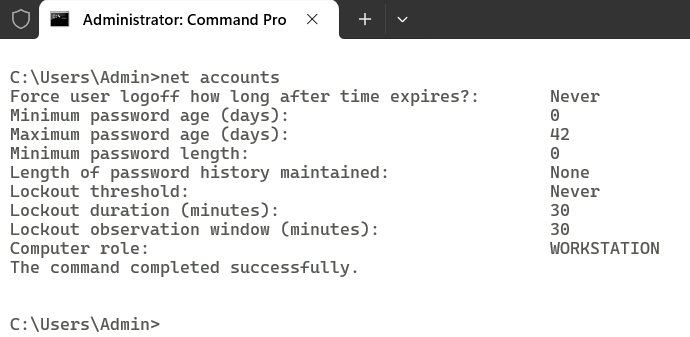 Administrator: Command Pro
C:\Users\Admin>net accounts
Force user logoff how long after time expires?: Never
Minimum password age (days): 0
Maximum password age (days): 42
Minimum password length: 0
Length of password history maintained: None
Lockout threshold: Never
Lockout duration (minutes): 30
Lockout observation window (minutes): 30
Computer role: WORKSTATION
The command completed successfully.
C:\Users\Admin>